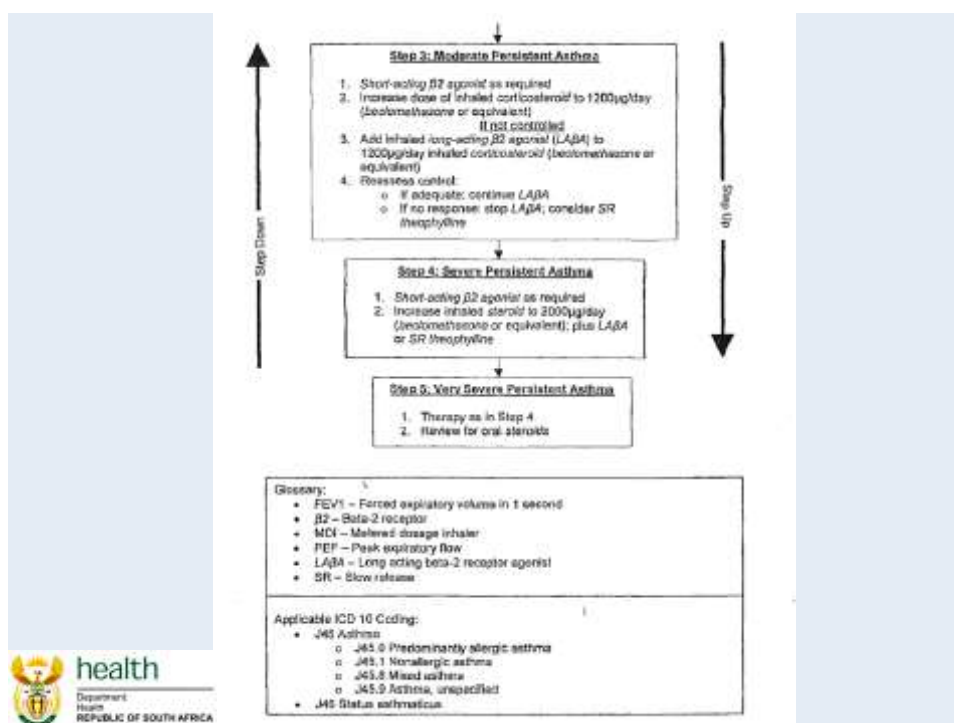 Step 3: Moderate Persistent Asthma
1. Short-acting β2 agonist as required
2. Increase dose of inhaled corticosteroid to 1200µg/day
(beclomethasone or equivalent)
If not controlled
3. Add inhaled long-acting β2 agonist (LAβA) to
1200µg/day inhaled corticosteroid (beclomethasone or
equivalent)
4. Reassess control:
o If adequate: continue LAβA
o If no response: stop LAβA; consider SR
theophylline
Step Down
Step Up
Step 4: Severe Persistent Asthma
1. Short-acting β2 agonist as required
2. Increase inhaled steroid to 2000µg/day
(beclomethasone or equivalent); plus LAβA
or SR theophylline
Step 5: Very Severe Persistent Asthma
1. Therapy as in Step 4
2. Review for oral steroids
Glossary:
• FEV1 – Forced expiratory volume in 1 second
• β2 – Beta-2 receptor
• MDI – Metered dosage inhaler
• PEF – Peak expiratory flow
• LAβA – Long acting beta-2 receptor agonist
• SR – Slow release
Applicable ICD 10 Coding:
• J45 Asthma
o J45.0 Predominantly allergic asthma
o J45.1 Nonallergic asthma
o J45.8 Mixed asthma
o J45.9 Asthma, unspecified
• J46 Status asthmaticus
health
Department:
Health
REPUBLIC OF SOUTH AFRICA